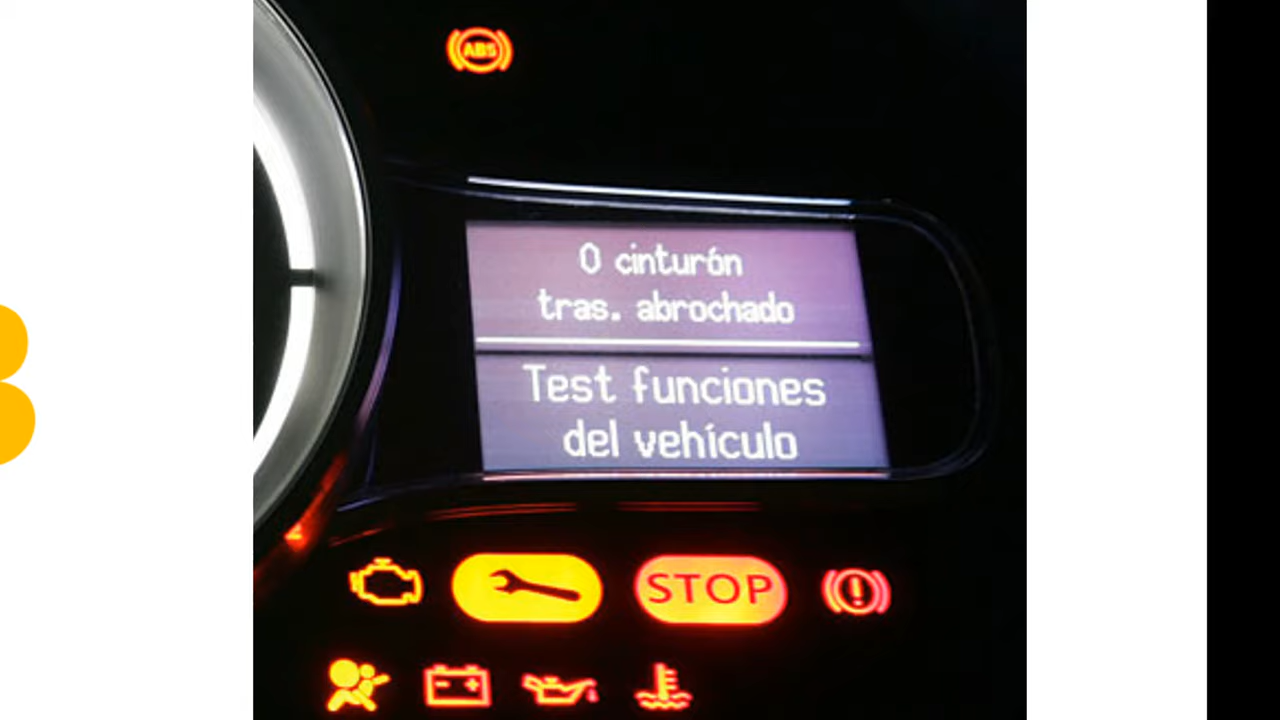 ABS
0 cinturón
tras. abrochado
Test funciones
del vehículo
STOP